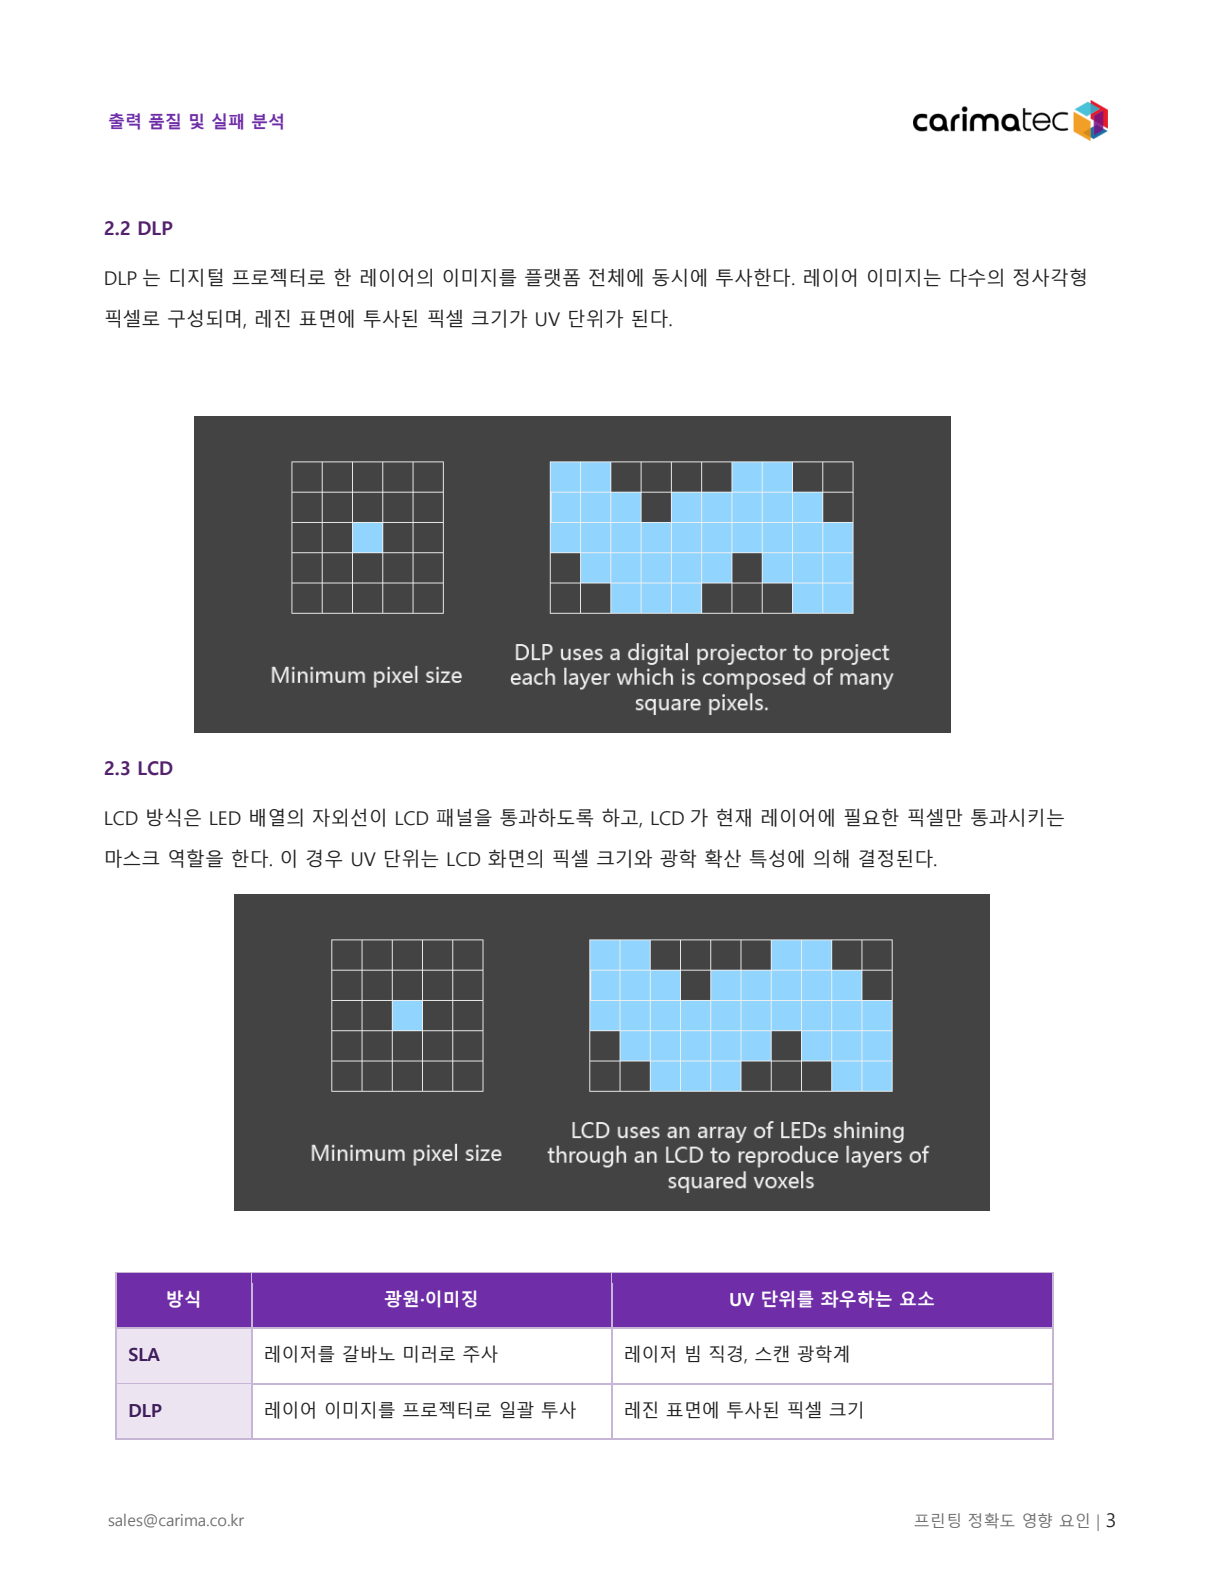 출력 품질 및 실패 분석
carimatec
2.2 DLP
DLP 는 디지털 프로젝터로 한 레이어의 이미지를 플랫폼 전체에 동시에 투사한다. 레이어 이미지는 다수의 정사각형
픽셀로 구성되며, 레진 표면에 투사된 픽셀 크기가 UV 단위가 된다.
Minimum pixel size
DLP uses a digital projector to project
each layer which is composed of many
square pixels.
2.3 LCD
LCD 방식은 LED 배열의 자외선이 LCD 패널을 통과하도록 하고, LCD 가 현재 레이어에 필요한 픽셀만 통과시키는
마스크 역할을 한다. 이 경우 UV 단위는 LCD 화면의 픽셀 크기와 광학 확산 특성에 의해 결정된다.
Minimum pixel size
LCD uses an array of LEDs shining
through an LCD to reproduce layers of
squared voxels
방식 광원·이미징 UV 단위를 좌우하는 요소
SLA 레이저를 갈바노 미러로 주사 레이저 빔 직경, 스캔 광학계
DLP 레이어 이미지를 프로젝터로 일괄 투사 레진 표면에 투사된 픽셀 크기
sales@carima.co.kr 프린팅 정확도 영향 요인 | 3